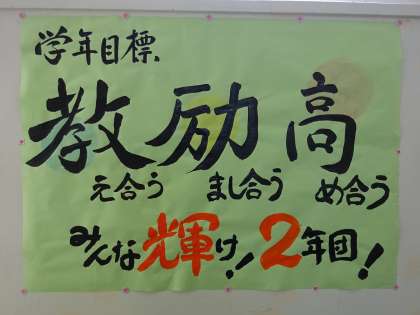 学年目標、
教 励 高
え合う まし合う め合う
みんな輝け!! 2年団!